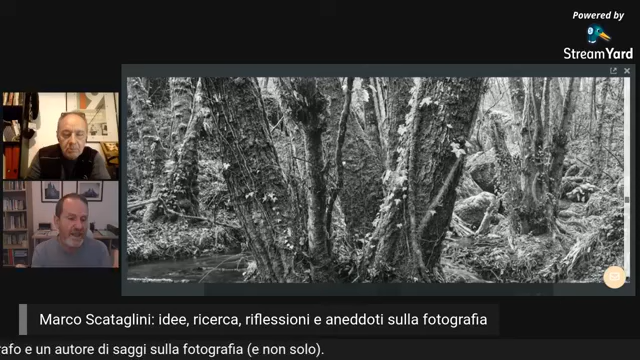 Powered by
StreamYard
Marco Scataglini: idee, ricerca, riflessioni e aneddoti sulla fotografia
rafo e un autore di saggi sulla fotografia (e non solo).